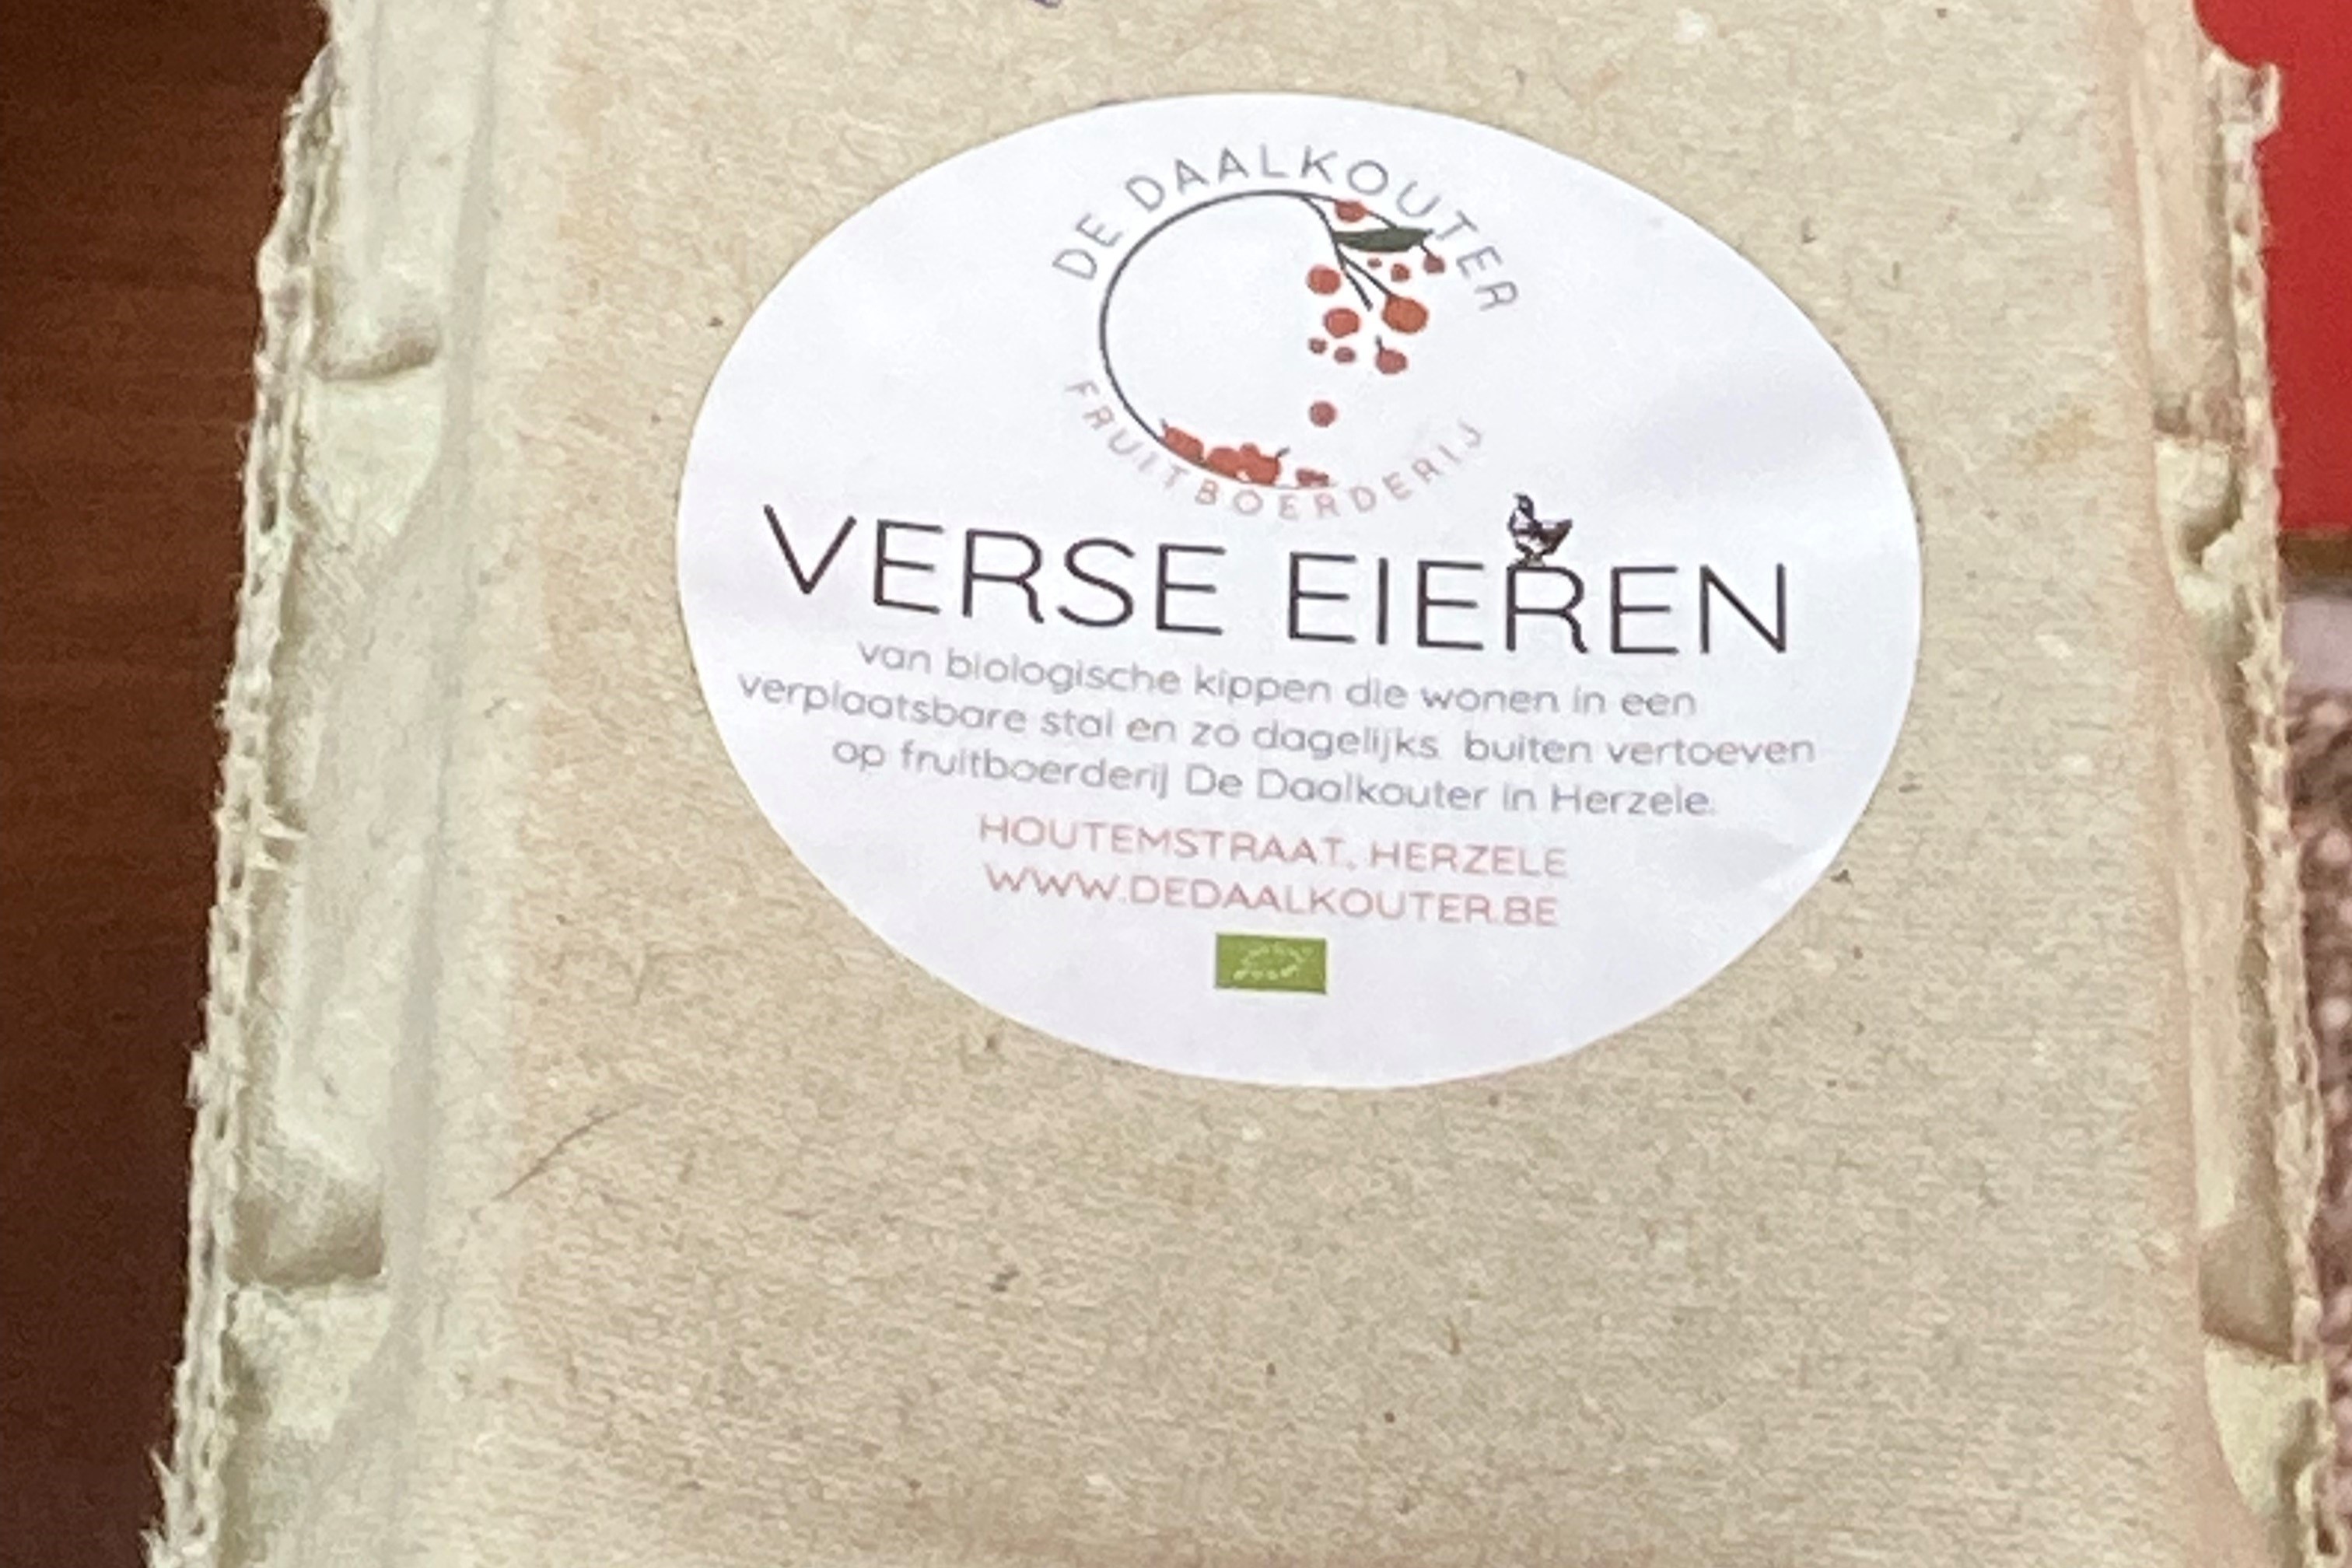 DE DAALKOUTER
FRUITBOERDERIJ
VERSE EIEREN
van biologische kippen die wonen in een
verplaatsbare stal en zo dagelijks buiten vertoeven
op fruitboerderij De Daalkouter in Herzele.
HOUTEMSTRAAT, HERZELE
WWW.DEDAALKOUTER.BE